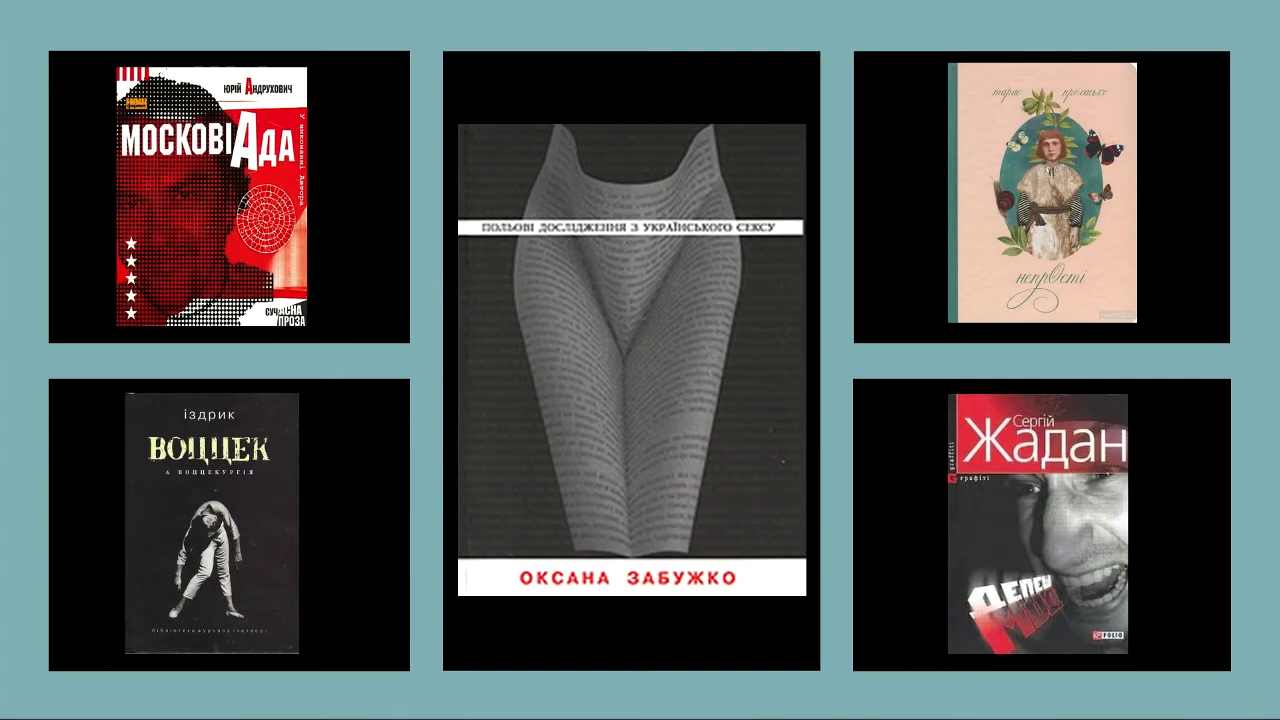 Юрій Андрухович
МОСКОВІАДА
У виконанні Автора
СУЧАСНА
ПРОЗА
іздрик
ВОЦЦЕК
& ВОЦЦЕКУРГІЯ
бібліотека журналу четвер
ПОЛЬОВІ ДОСЛІДЖЕННЯ З УКРАЇНСЬКОГО СЕКСУ
ОКСАНА ЗАБУЖКО
тарас прохасько
непрОсті
Сергій
Жадан
graffiti
графіті
ДЕПЕШ
МОД
FOLIO